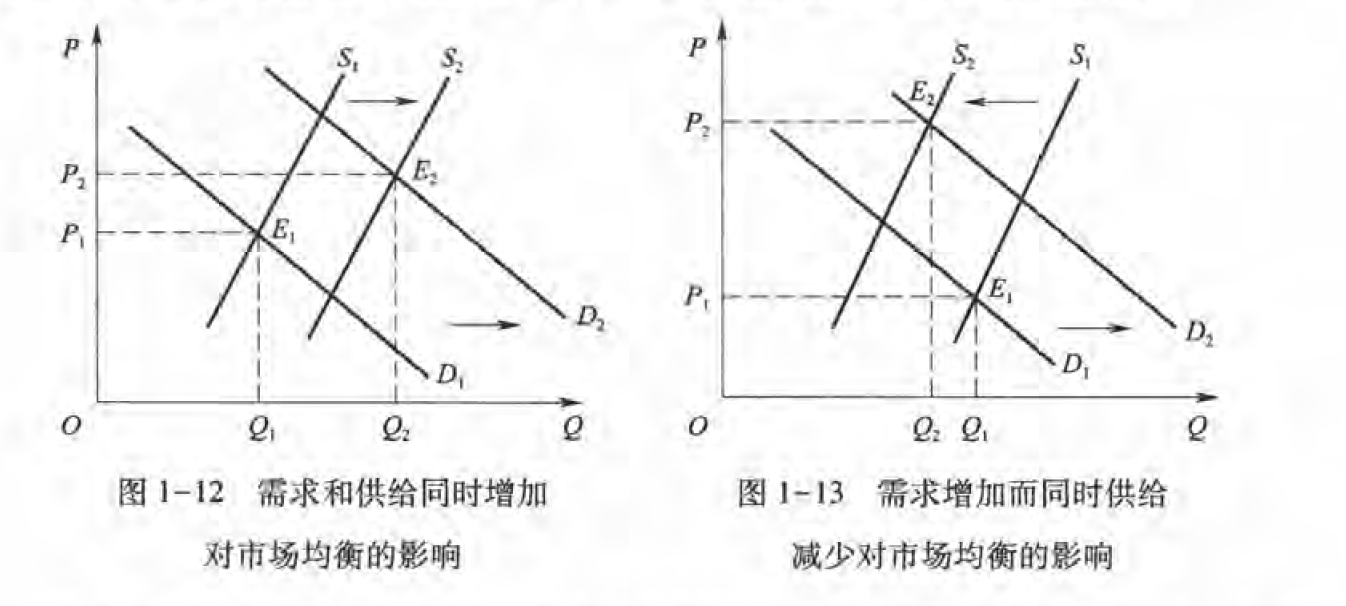 P
S₁
S₂
P₂
E₂
P₁
E₁
D₂
D₁
O
Q₁
Q₂
Q
图 1-12 需求和供给同时增加
对市场均衡的影响
P
S₂
S₁
E₂
P₂
P₁
E₁
D₂
D₁
O
Q₂
Q₁
Q
图 1-13 需求增加而同时供给
减少对市场均衡的影响